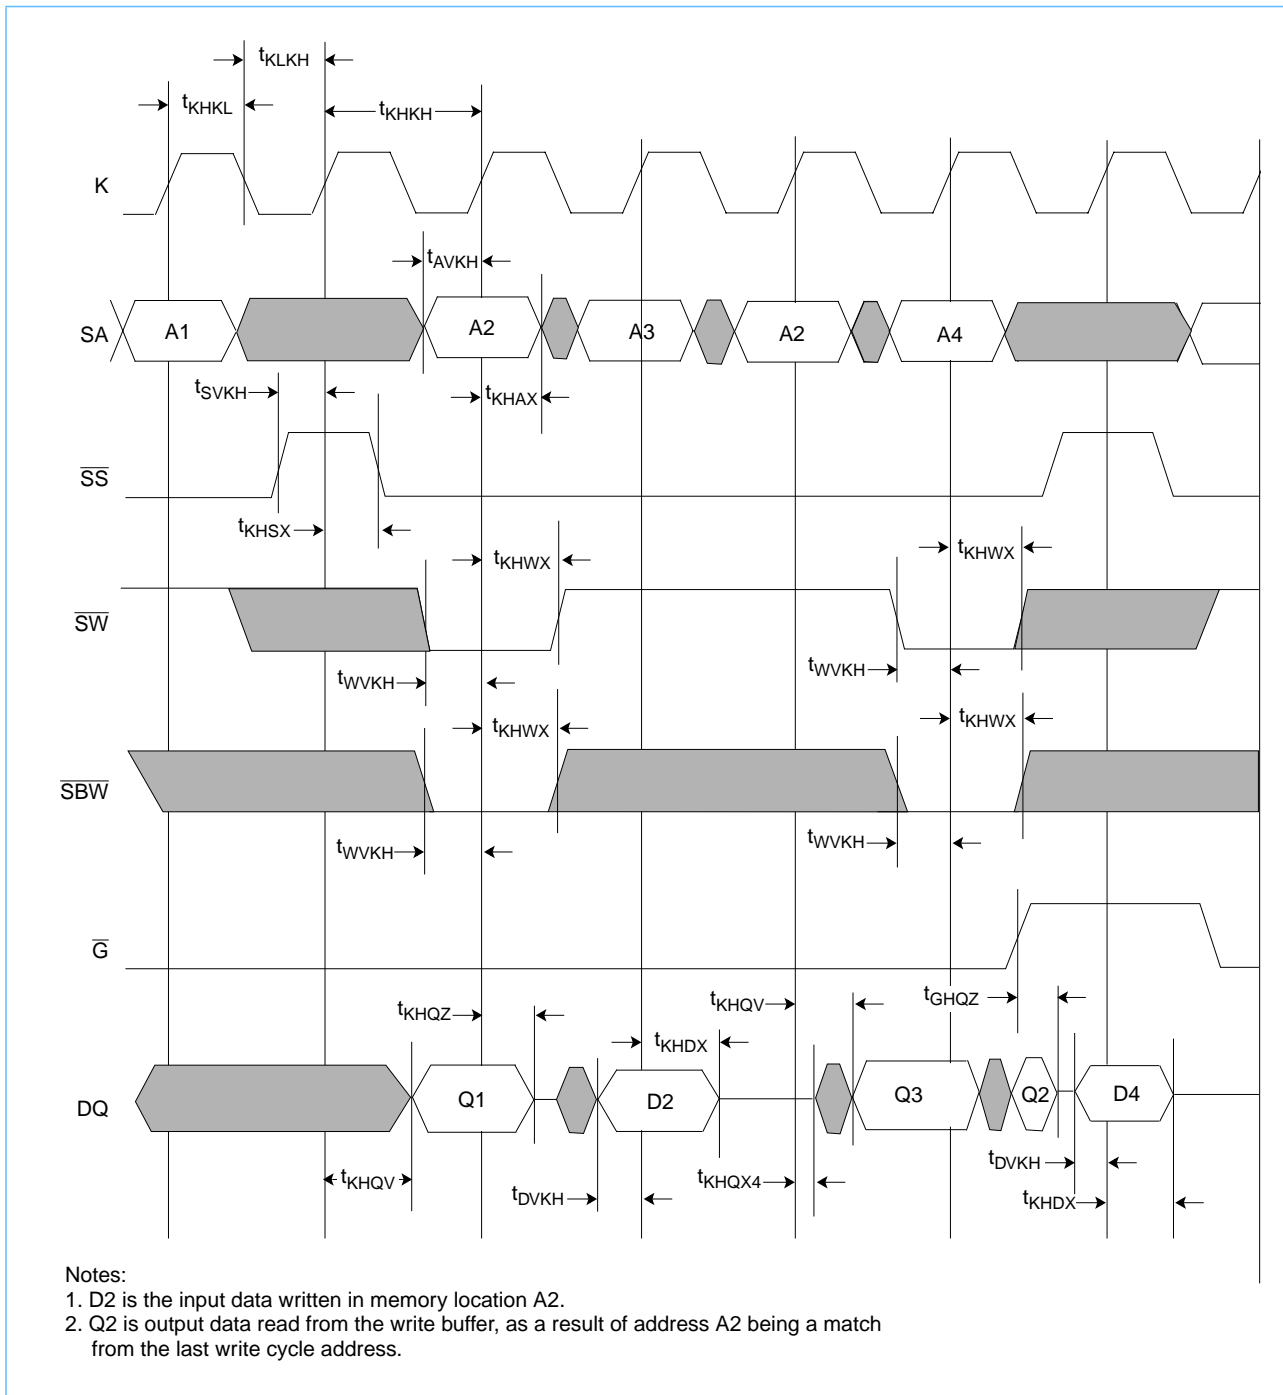 tKLKH
tKHKL
tKHKH
K
tAVKH
SA
A1
A2
A3
A2
A4
tSVKH
tKHAX
SS
tKHSX
tKHWX
tKHWX
SW
tWVKH
tWVKH
tKHWX
tKHWX
SBW
tWVKH
tWVKH
G
tKHQZ
tKHQV
tGHQZ
tKHDX
DQ
Q1
D2
Q3
Q2
D4
tKHQV
tDVKH
tKHQX4
tDVKH
tKHDX
Notes:
1. D2 is the input data written in memory location A2.
2. Q2 is output data read from the write buffer, as a result of address A2 being a match
from the last write cycle address.